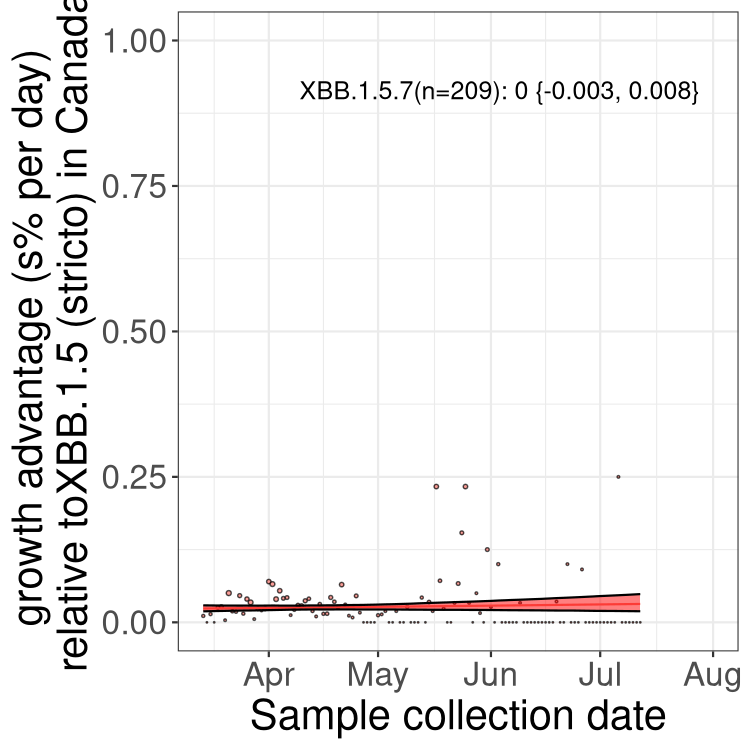 growth advantage (s% per day)
relative toXBB.1.5 (stricto) in Canada
1.00
0.75
0.50
0.25
0.00
XBB.1.5.7(n=209): 0 {-0.003, 0.008}
Apr May Jun Jul Aug
Sample collection date